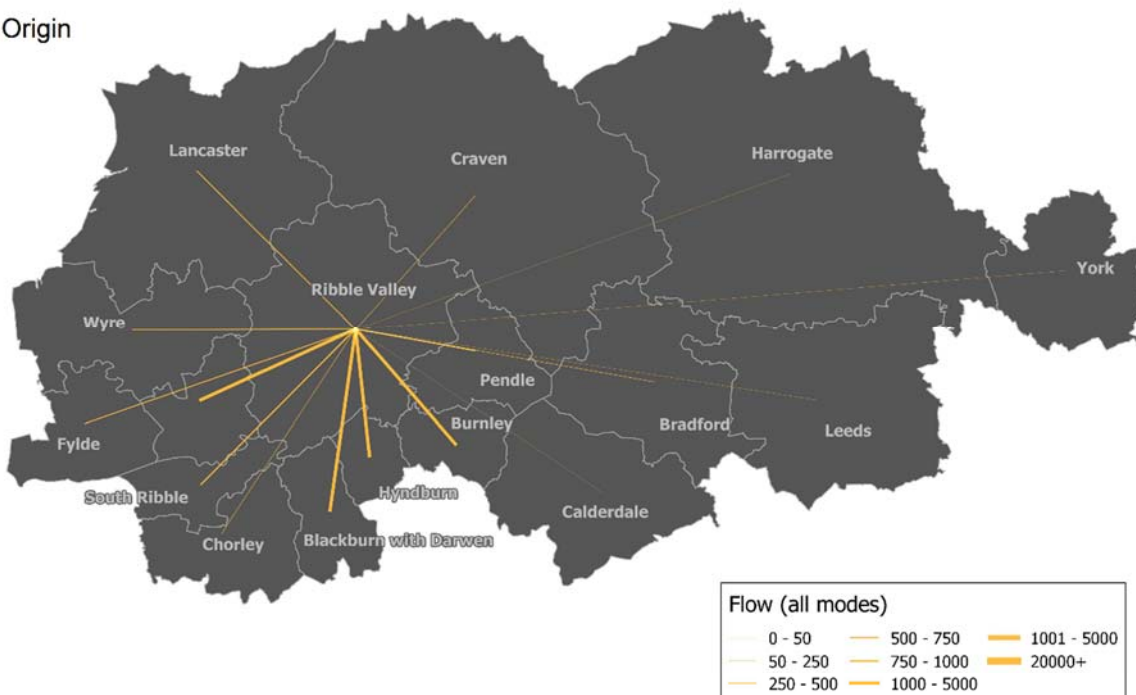 Origin
Lancaster
Craven
Harrogate
York
Ribble Valley
Wyre
Pendle
Burnley
Bradford
Leeds
Fylde
South Ribble
Hyndburn
Calderdale
Chorley
Blackburn with Darwen
Flow (all modes)
0 - 50
500 - 750
1001 - 5000
50 - 250
750 - 1000
20000+
250 - 500
1000 - 5000